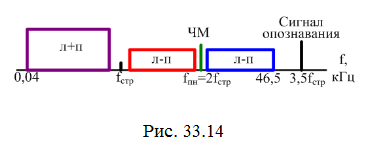 Сигнал
ЧМ опознавания
л+п л-п л-п f,
0,04 fстр fпн=2fстр 46,5 3,5fстр кГц
Рис. 33.14